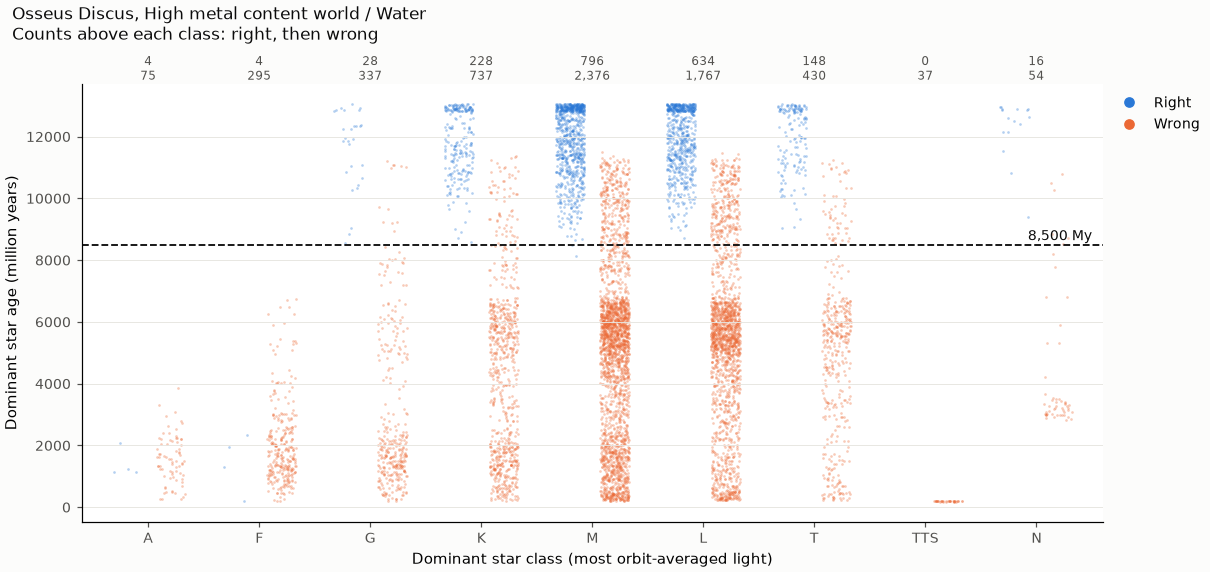 Osseus Discus, High metal content world / Water
Counts above each class: right, then wrong
4 4 28 228 796 634 148 0 16
75 295 337 737 2,376 1,767 430 37 54
Right
Wrong
12000
10000
8,500 My
8000
6000
4000
2000
0
Dominant star age (million years)
A F G K M L T TTS N
Dominant star class (most orbit-averaged light)